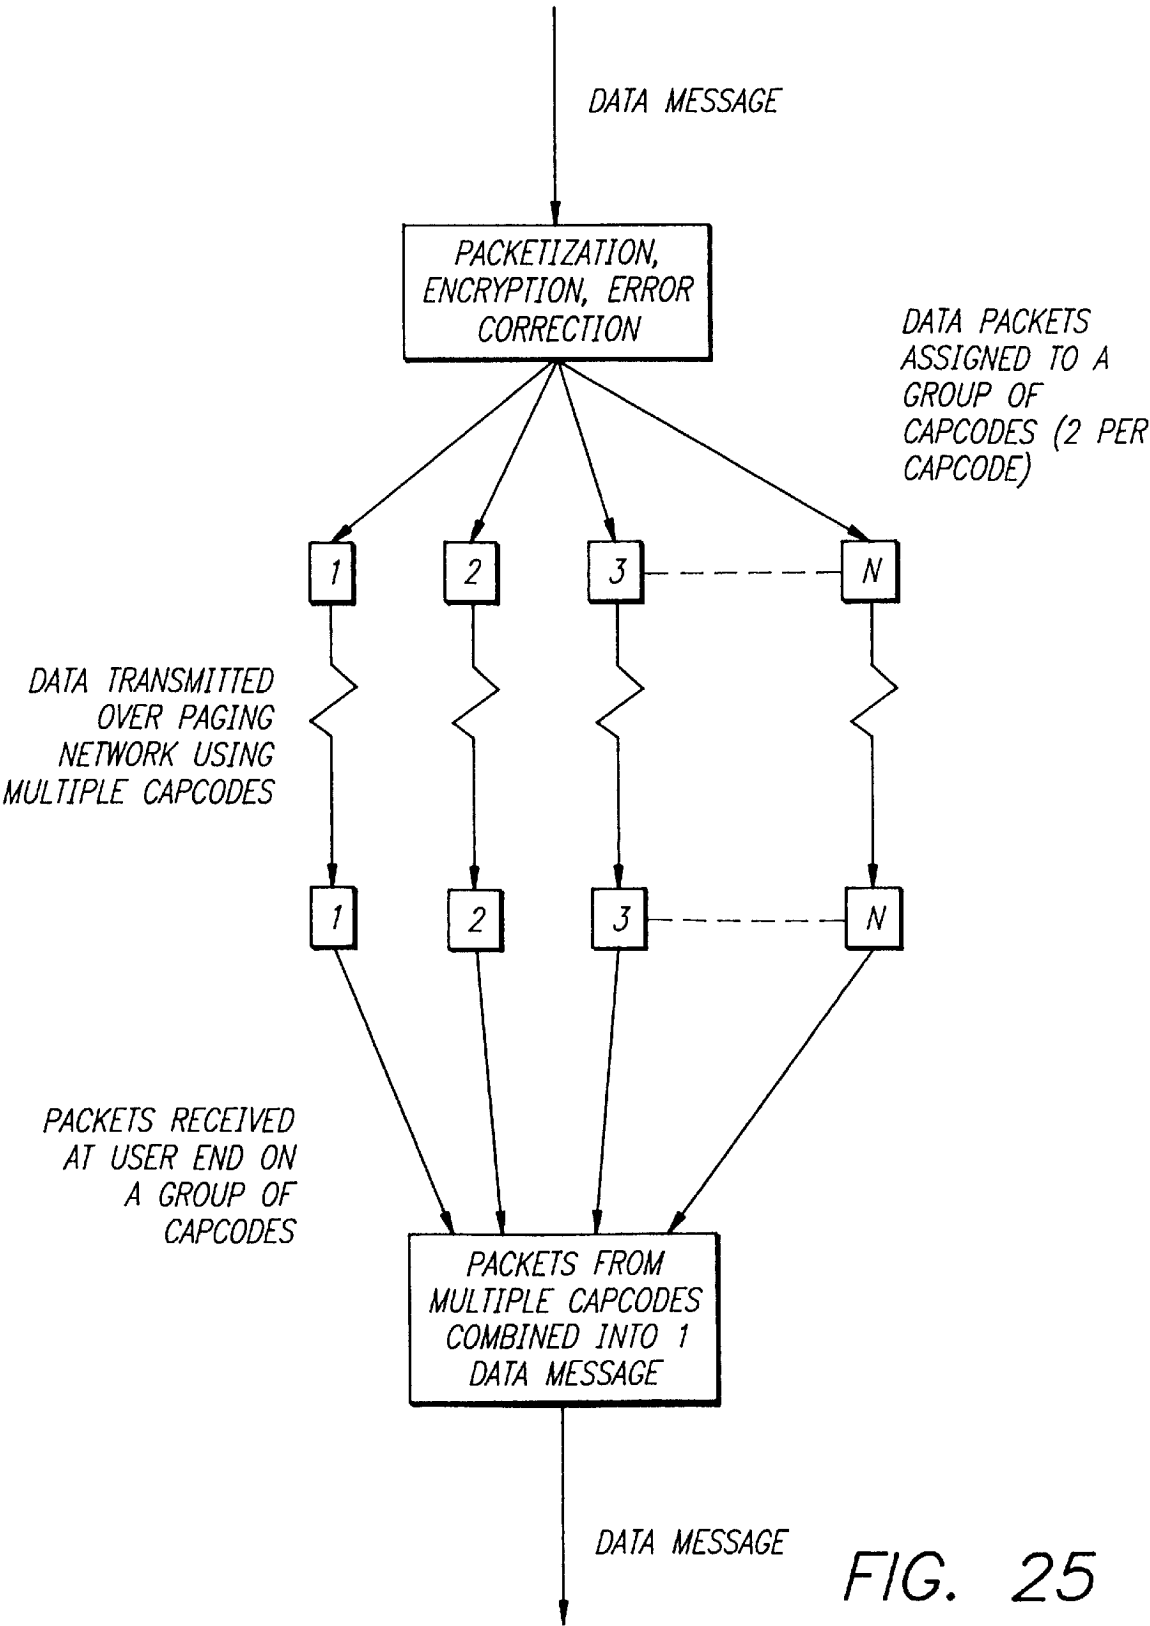 DATA MESSAGE
PACKETIZATION,
ENCRYPTION, ERROR
CORRECTION
DATA PACKETS
ASSIGNED TO A
GROUP OF
CAPCODES (2 PER
CAPCODE)
1 2 3 N
DATA TRANSMITTED
OVER PAGING
NETWORK USING
MULTIPLE CAPCODES
1 2 3 N
PACKETS RECEIVED
AT USER END ON
A GROUP OF
CAPCODES
PACKETS FROM
MULTIPLE CAPCODES
COMBINED INTO 1
DATA MESSAGE
DATA MESSAGE
FIG. 25